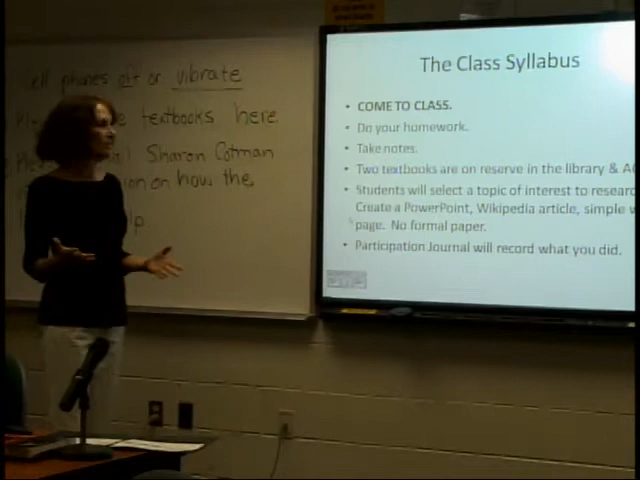 Cell phones off or vibrate
textbooks here
Sharon Cotman
on how the
The Class Syllabus
• COME TO CLASS.
• Do your homework.
• Take notes.
• Two textbooks are on reserve in the library &
• Students will select a topic of interest to
Create a PowerPoint, Wikipedia article, simple
page. No formal paper.
• Participation Journal will record what you did.